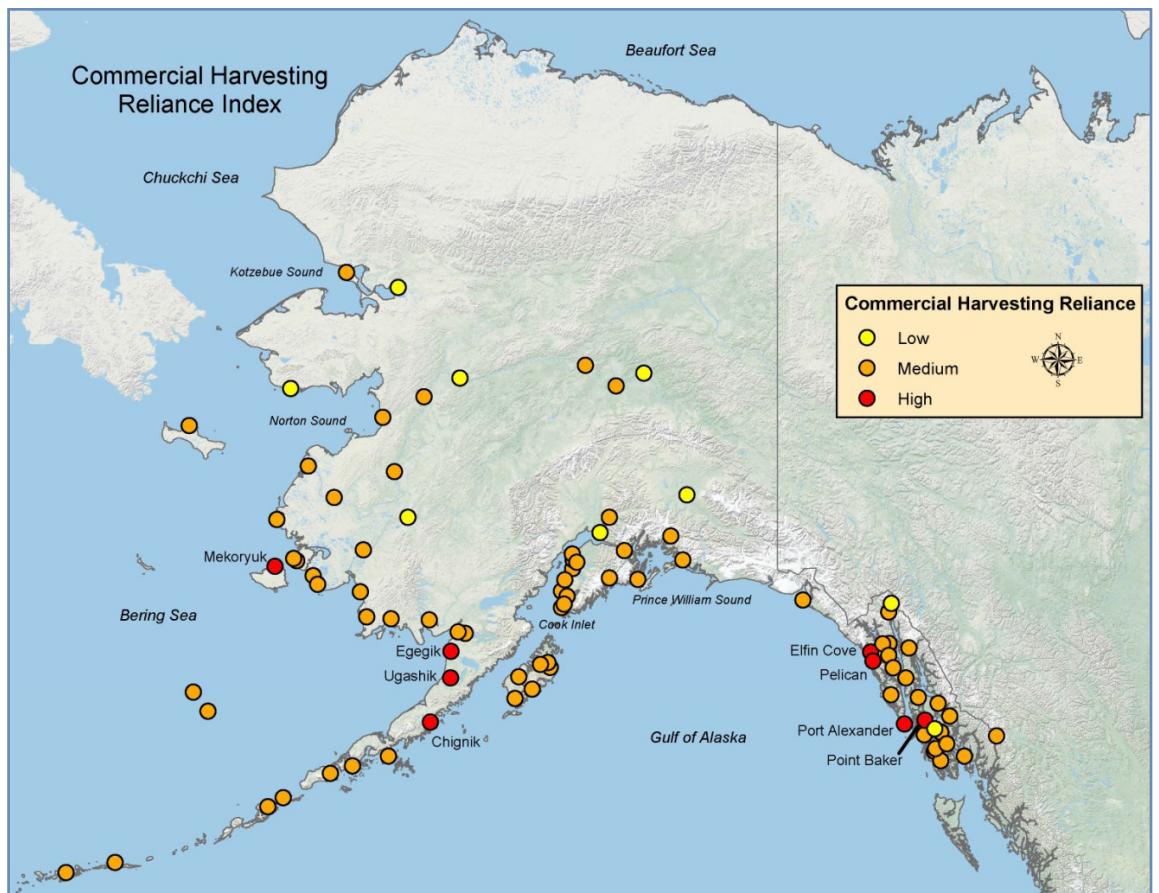 Beaufort Sea
Commercial Harvesting
Reliance Index
Chuckchi Sea
Kotzebue Sound
Commercial Harvesting Reliance
Low
Medium
High
N
W
E
S
Norton Sound
Mekoryuk
Bering Sea
Prince William Sound
Cook Inlet
Egegik
Ugashik
Chignik
Elfin Cove
Pelican
Gulf of Alaska
Port Alexander
Point Baker